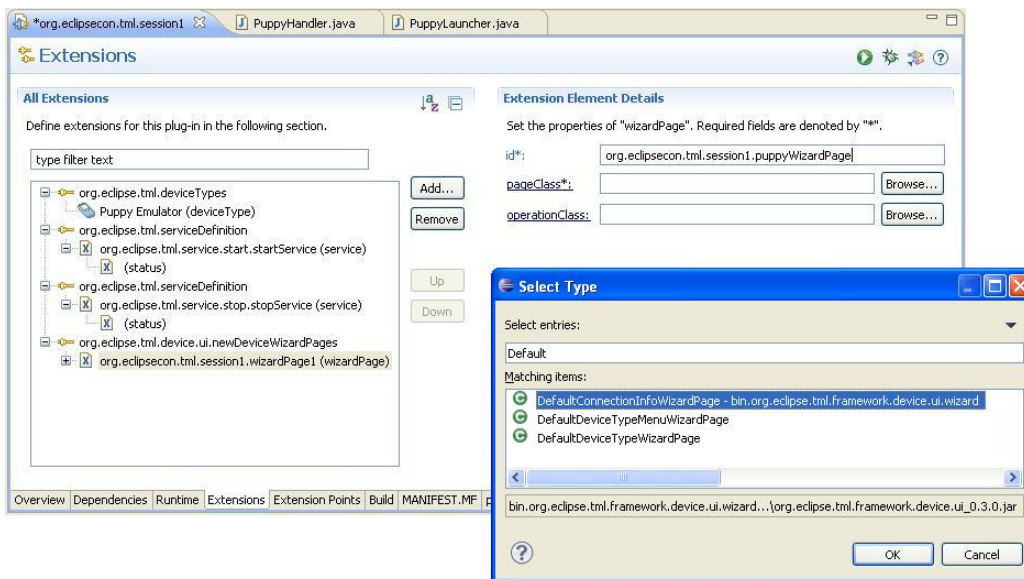 *org.eclipsecon.tml.session1 PuppyHandler.java PuppyLauncher.java
Extensions
All Extensions
Define extensions for this plug-in in the following section.
type filter text
org.eclipse.tml.deviceTypes
Puppy Emulator (deviceType)
org.eclipse.tml.serviceDefinition
org.eclipse.tml.service.start.startService (service)
(status)
org.eclipse.tml.serviceDefinition
org.eclipse.tml.service.stop.stopService (service)
(status)
org.eclipse.tml.device.ui.newDeviceWizardPages
org.eclipsecon.tml.session1.wizardPage1 (wizardPage)
Add...
Remove
Up
Down
Extension Element Details
Set the properties of "wizardPage". Required fields are denoted by "*".
id*: org.eclipsecon.tml.session1.puppyWizardPage
pageClass*: Browse...
operationClass: Browse...
Overview Dependencies Runtime Extensions Extension Points Build MANIFEST.MF p
Select Type
Select entries:
Default
Matching items:
DefaultConnectionInfoWizardPage - bin.org.eclipse.tml.framework.device.ui.wizard
DefaultDeviceTypeMenuWizardPage
DefaultDeviceTypeWizardPage
bin.org.eclipse.tml.framework.device.ui.wizard...\org.eclipse.tml.framework.device.ui_0.3.0.jar
OK Cancel